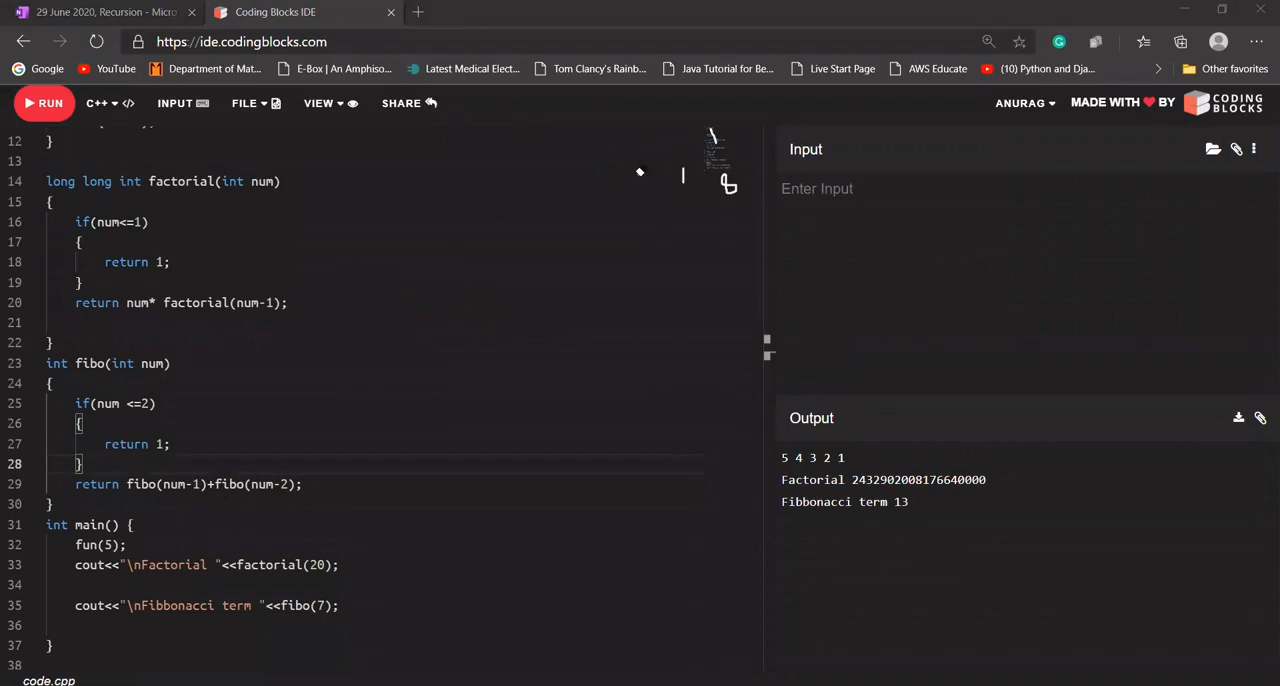 29 June 2020, Recursion - Micro
Coding Blocks IDE
https://ide.codingblocks.com
Google YouTube Department of Mat... E-Box | An Amphiso... Latest Medical Elect... Tom Clancy's Rainb... Java Tutorial for Be... Live Start Page AWS Educate (10) Python and Dja... Other favorites
RUN C++ </> INPUT FILE VIEW SHARE ANURAG MADE WITH ❤ BY CODING BLOCKS
12 }
13
14 long long int factorial(int num)
15 {
16 if(num<=1)
17 {
18 return 1;
19 }
20 return num* factorial(num-1);
21
22 }
23 int fibo(int num)
24 {
25 if(num <=2)
26 {
27 return 1;
28 }
29 return fibo(num-1)+fibo(num-2);
30 }
31 int main() {
32 fun(5);
33 cout<<"\nFactorial "<<factorial(20);
34
35 cout<<"\nFibbonacci term "<<fibo(7);
36
37 }
38
code.cpp
Input
Enter Input
Output
5 4 3 2 1
Factorial 2432902008176640000
Fibbonacci term 13